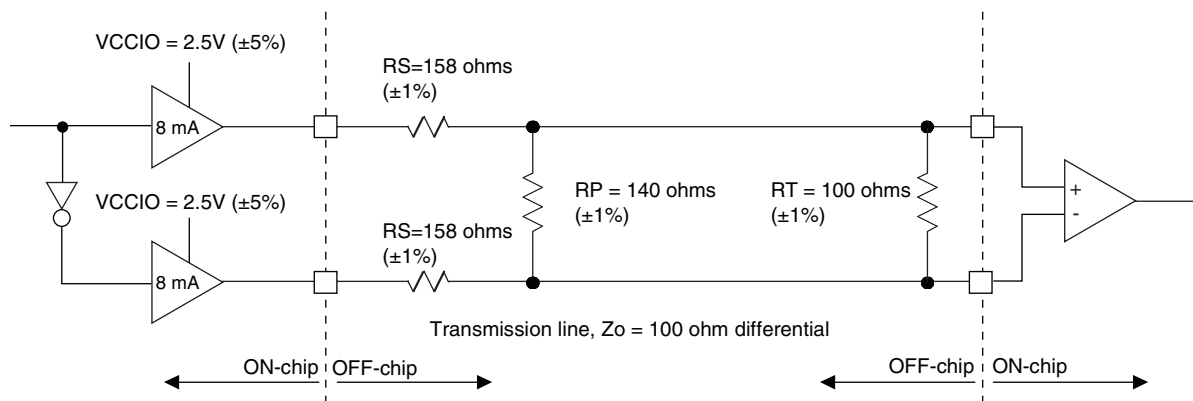 VCCIO = 2.5V (±5%)
RS=158 ohms
(±1%)
8 mA
VCCIO = 2.5V (±5%)
RP = 140 ohms
(±1%)
RT = 100 ohms
(±1%)
+
-
RS=158 ohms
(±1%)
8 mA
Transmission line, Zo = 100 ohm differential
ON-chip
OFF-chip
OFF-chip
ON-chip